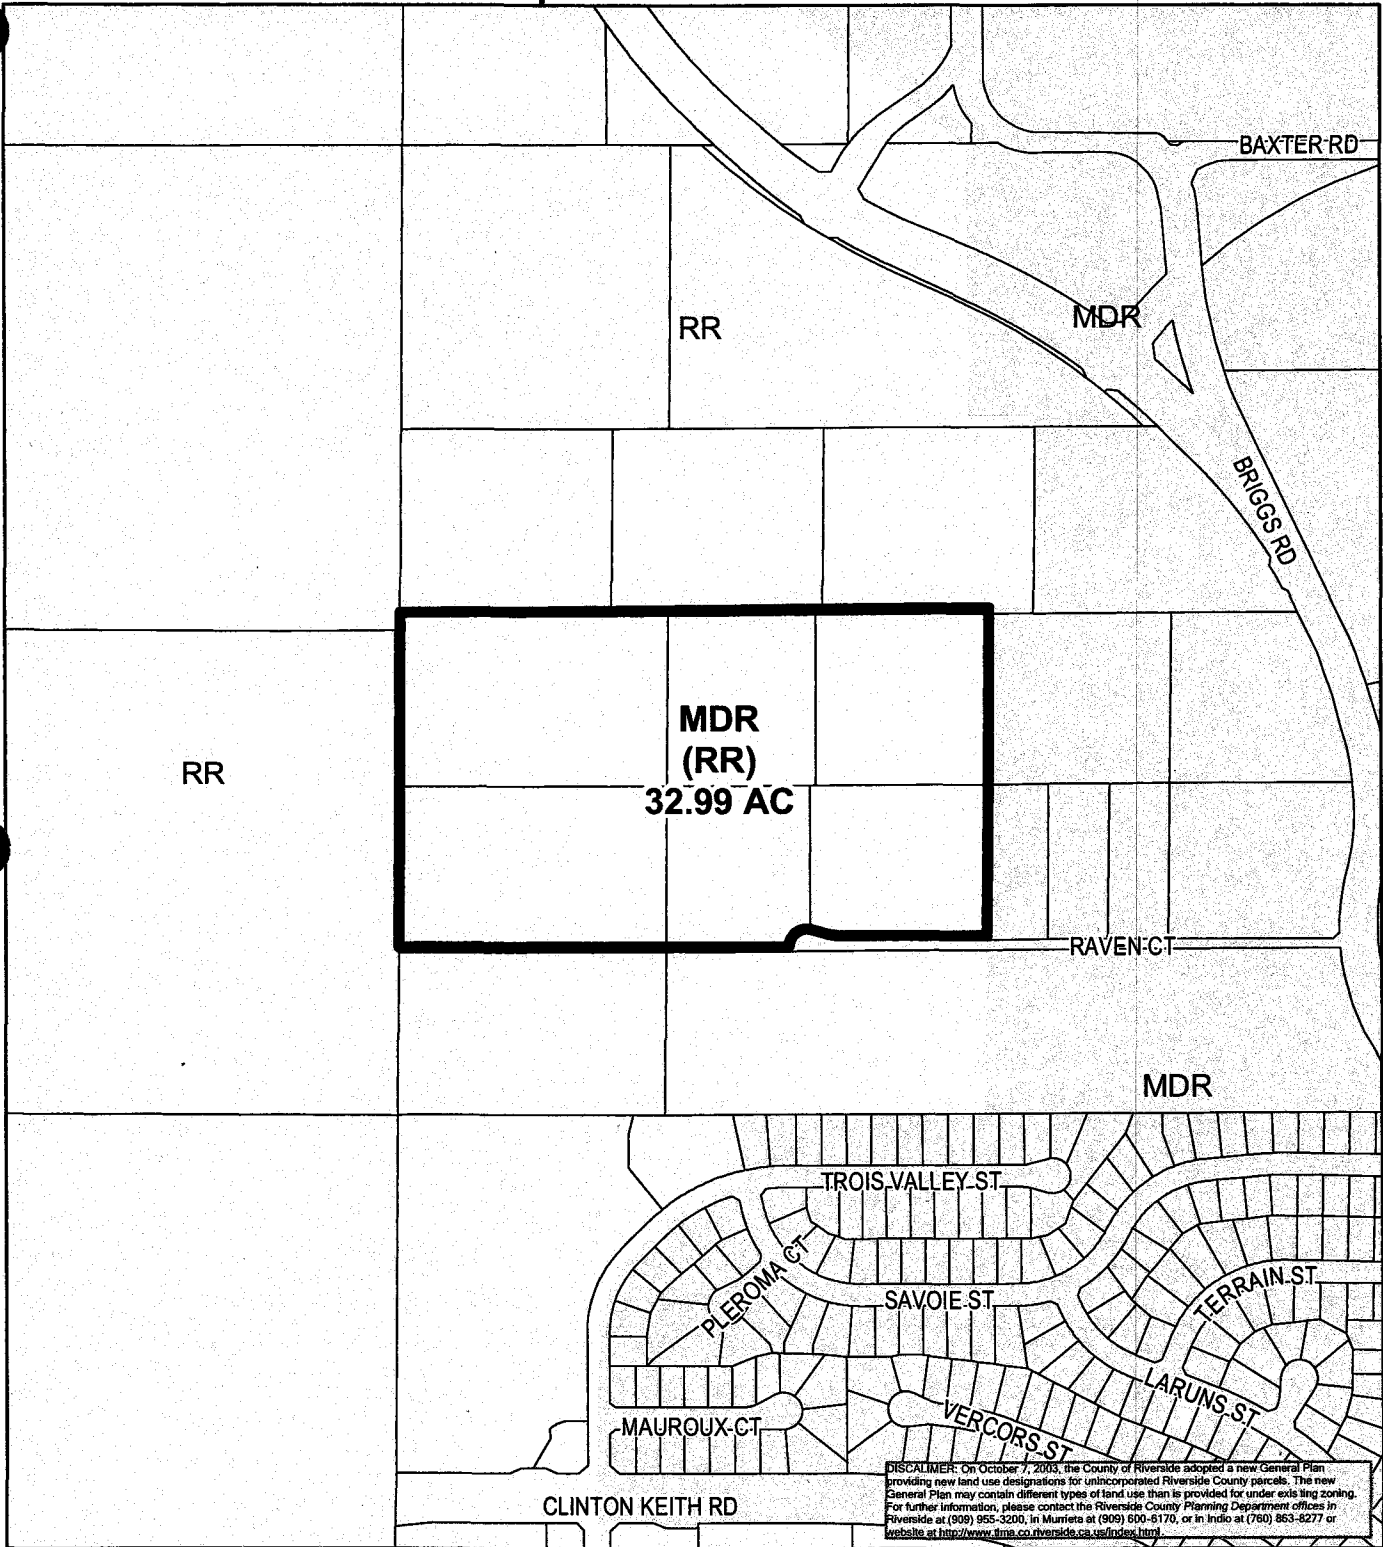 BAXTER RD
RR
MDR
BRIGGS RD
MDR
(RR)
32.99 AC
RR
RAVEN CT
MDR
TROIS VALLEY ST
PLEROMA CT
SAVOIE ST
TERRAIN ST
LARUNS ST
MAUROUX CT
VERCORS ST
CLINTON KEITH RD
DISCALIMER: On October 7, 2003, the County of Riverside adopted a new General Plan
providing new land use designations for unincorporated Riverside County parcels. The new
General Plan may contain different types of land use than is provided for under existing zoning.
For further information, please contact the Riverside County Planning Department offices in
Riverside at (909) 955-3200, in Murrieta at (909) 600-6170, or in Indio at (760) 863-8277 or
website at http://www.tlma.co.riverside.ca.us/index.html.